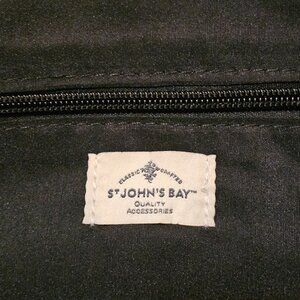 CLASSIC CRAFTED
ST JOHN'S BAY™
QUALITY
ACCESSORIES